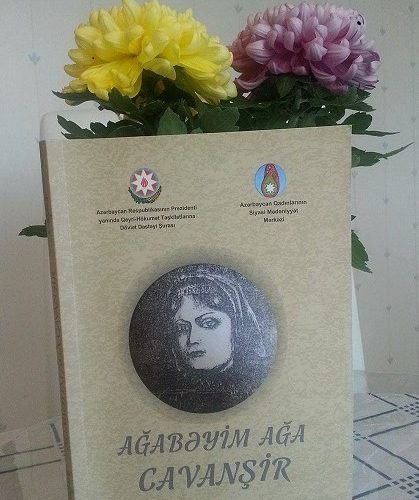 Azərbaycan Respublikasının Prezidenti
yanında Qeyri-Hökumət Təşkilatlarına
Dövlət Dəstəyi Şurası
Azərbaycan Qadınlarının
Siyasi Mədəniyyət
Mərkəzi
AĞABƏYİM AĞA
CAVANŞİR